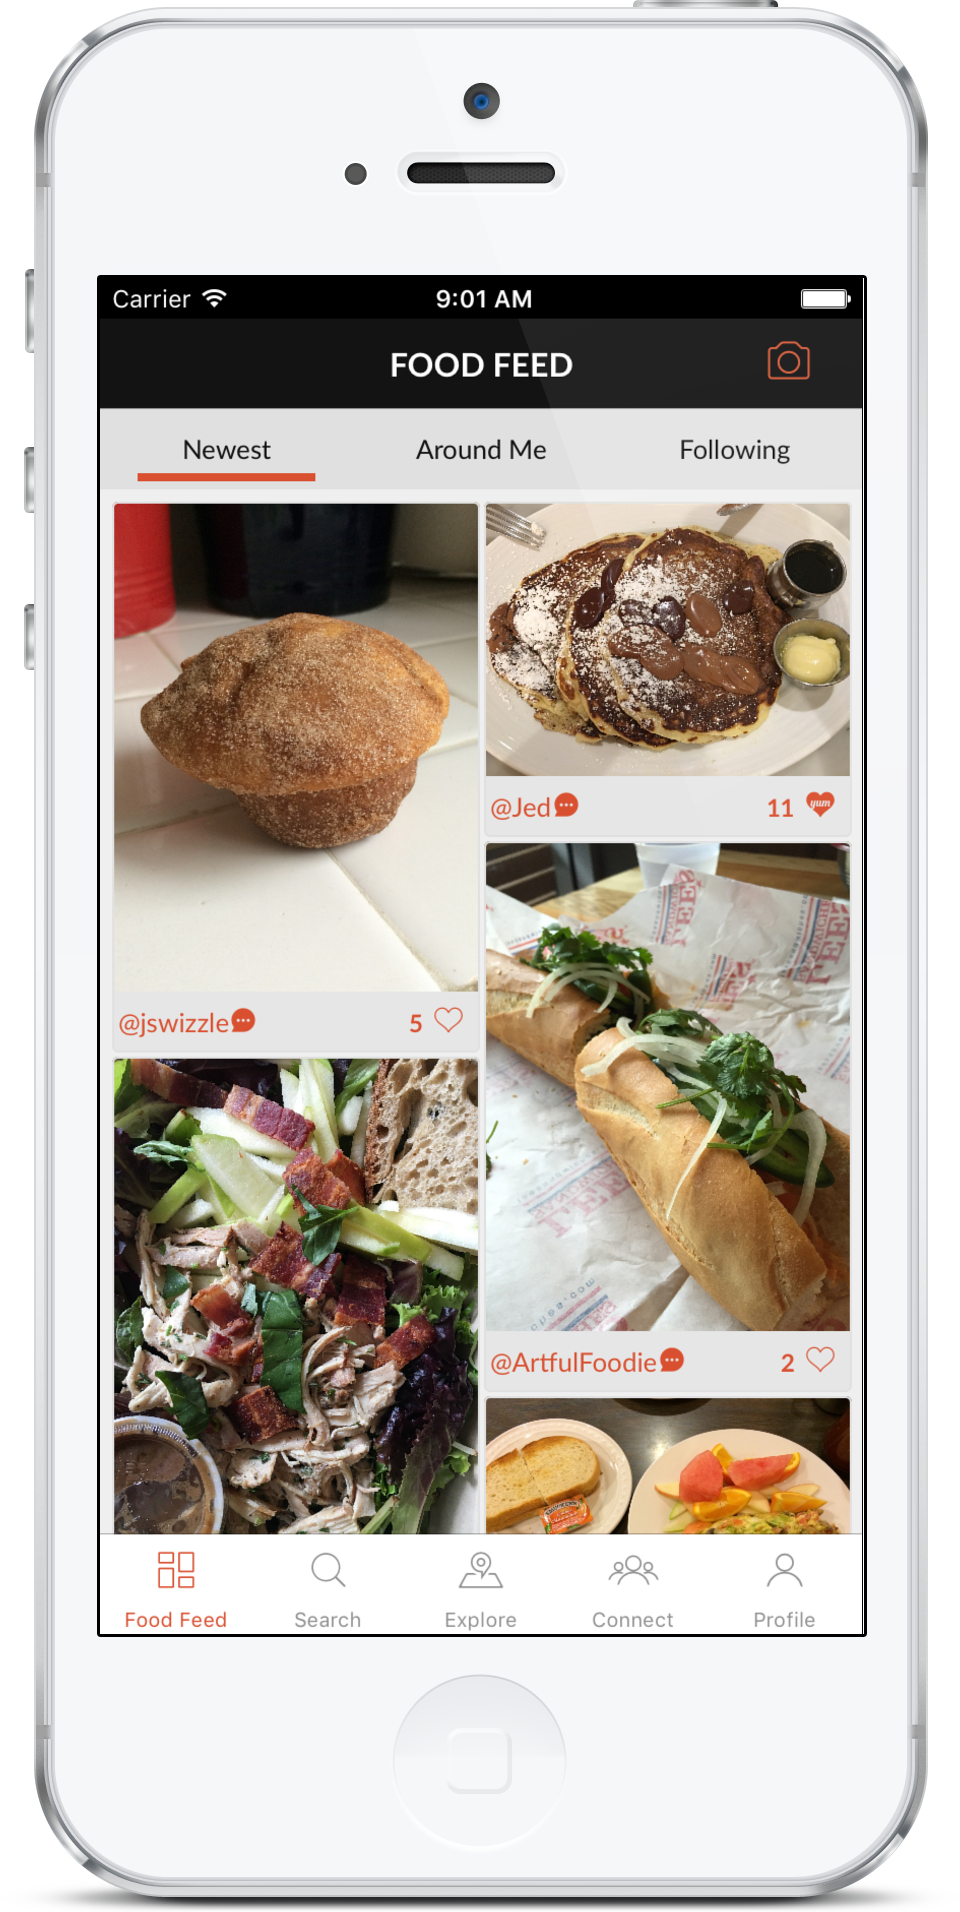 Carrier
9:01 AM
FOOD FEED
Newest
Around Me
Following
@Jed
11
yum
@jswizzle
5
LEE'S
@ArtfulFoodie
2
Food Feed
Search
Explore
Connect
Profile